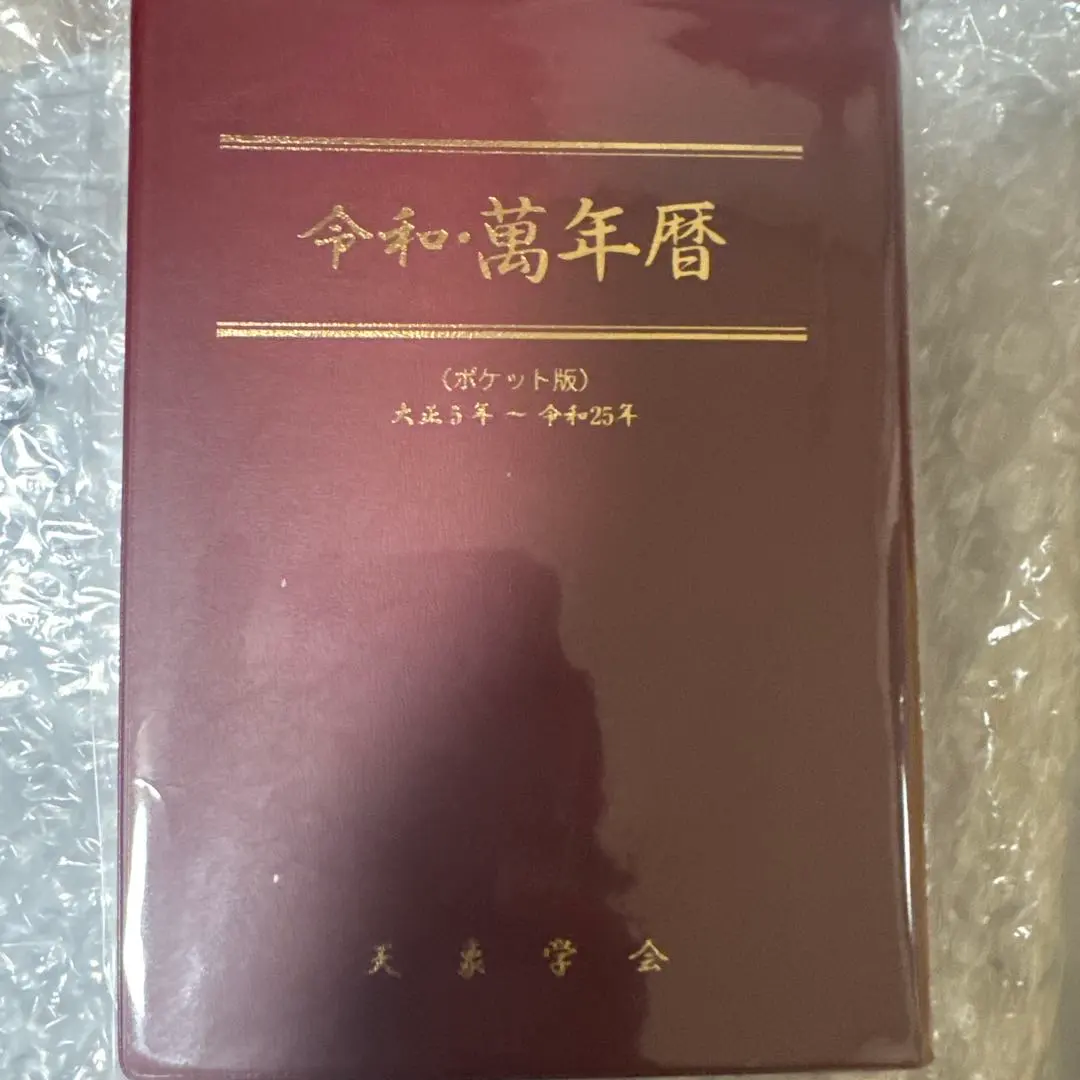 令和・萬年暦
(ポケット版)
大正5年 ~ 令和25年
天象学会